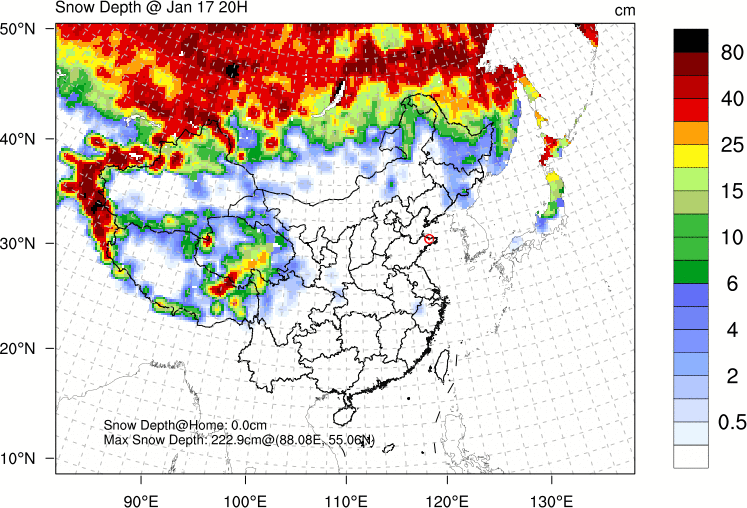 Snow Depth @ Jan 17 20H
cm
50°N
40°N
30°N
20°N
10°N
90°E
100°E
110°E
120°E
130°E
80
40
25
15
10
6
4
2
0.5
Snow Depth@Home: 0.0cm
Max Snow Depth: 222.9cm@(88.08E, 55.06N)